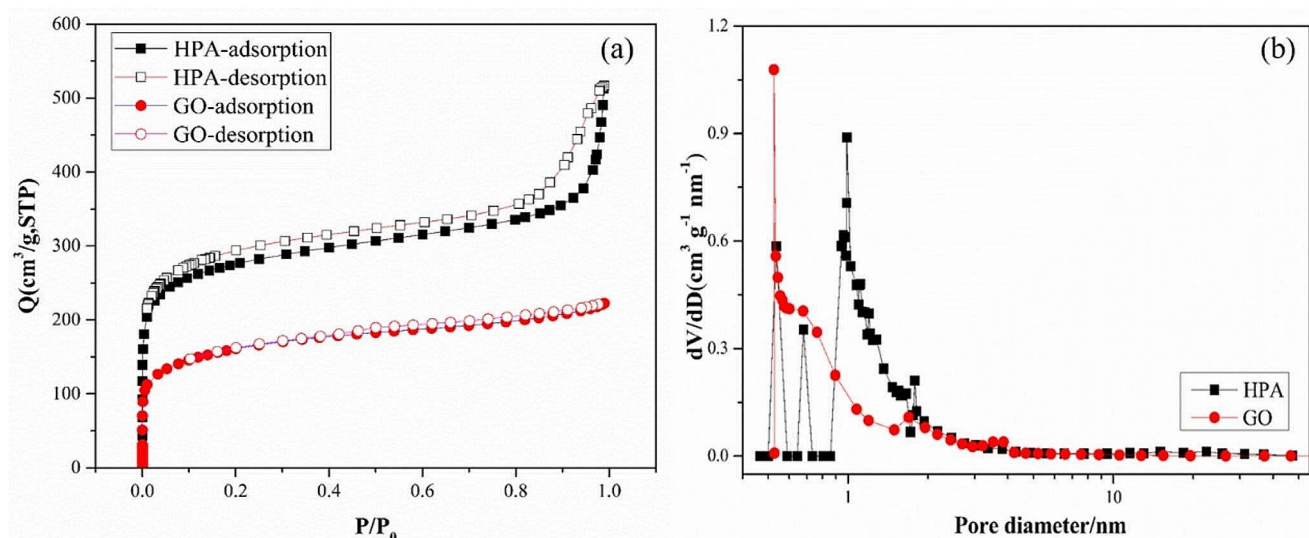 600
500
400
300
200
100
0
Q(cm³/g,STP)
HPA-adsorption
HPA-desorption
GO-adsorption
GO-desorption
(a)
0.0 0.2 0.4 0.6 0.8 1.0
P/P₀
1.2
0.9
0.6
0.3
0.0
dV/dD(cm³ g⁻¹ nm⁻¹)
(b)
HPA
GO
1 10
Pore diameter/nm